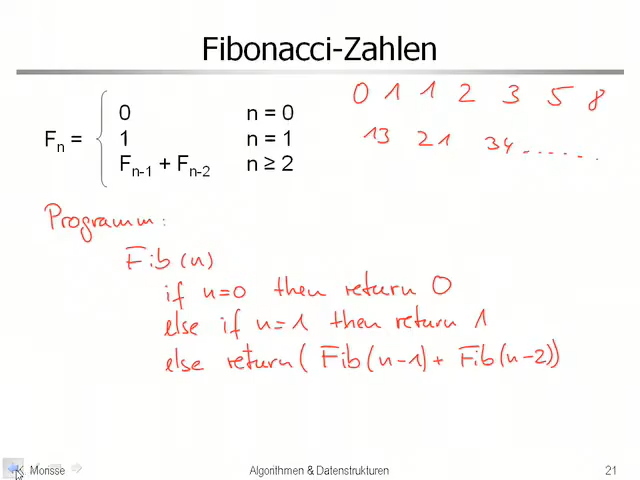 Fibonacci-Zahlen
0 1 1 2 3 5 8
13 21 34 . . . . . . .
Fn =
0 n = 0
1 n = 1
Fn-1 + Fn-2 n ≥ 2
Programm:
Fib(n)
if n=0 then return 0
else if n=1 then return 1
else return( Fib(n-1) + Fib(n-2))
Morisse Algorithmen & Datenstrukturen 21